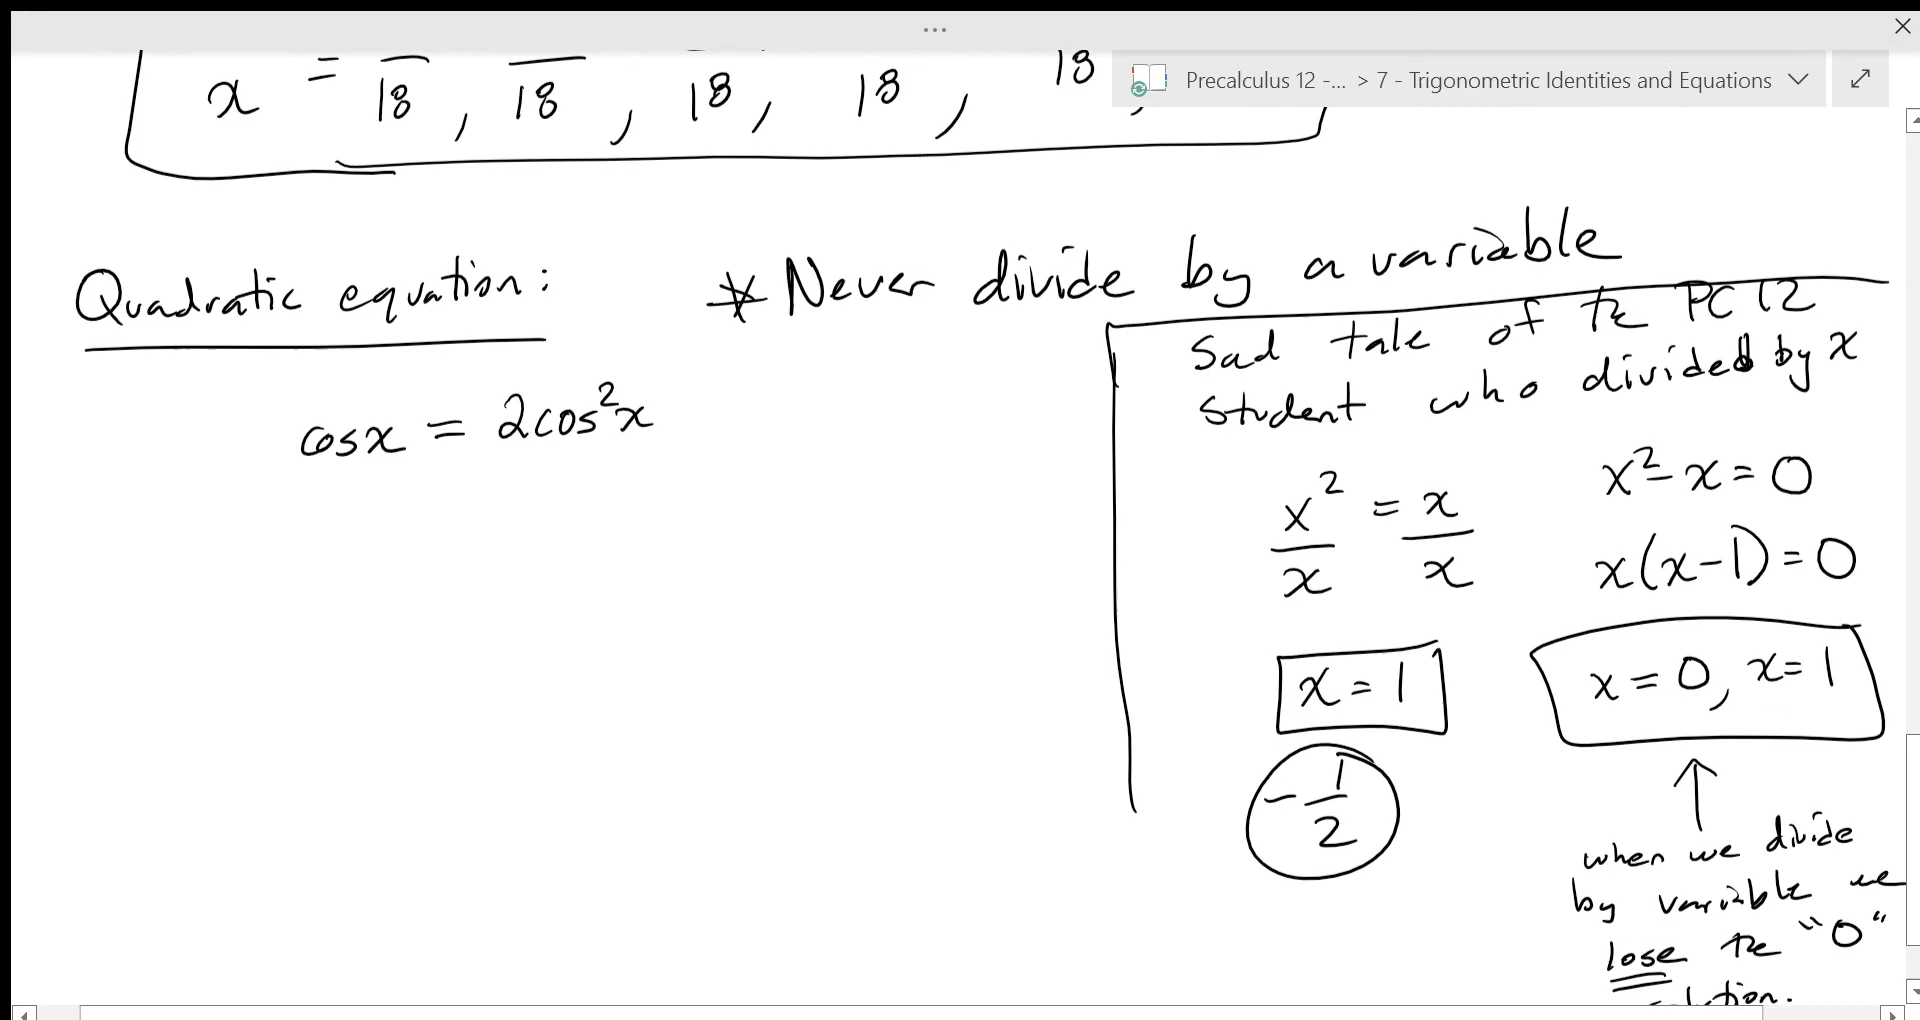 Precalculus 12 -... > 7 - Trigonometric Identities and Equations
x = 18, 18, 18, 18, 18
Quadratic equation:
* Never divide by a variable
cosx = 2cos²x
Sad tale of the PC 12
student who divided by x
x²/x = x/x
x = 1
-1/2
x² - x = 0
x(x-1) = 0
x = 0, x = 1
↑
when we divide
by variable we
lose the "0"